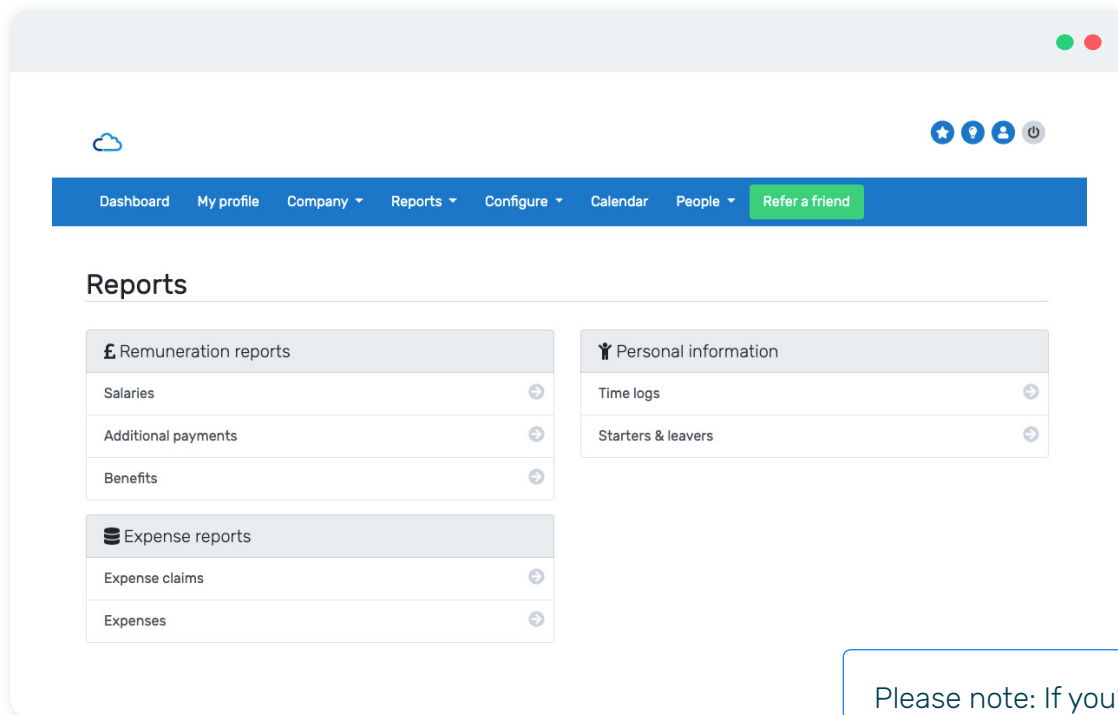 Dashboard My profile Company Reports Configure Calendar People Refer a friend
Reports
£ Remuneration reports
Salaries
Additional payments
Benefits
Expense reports
Expense claims
Expenses
Personal information
Time logs
Starters & leavers
Please note: If you